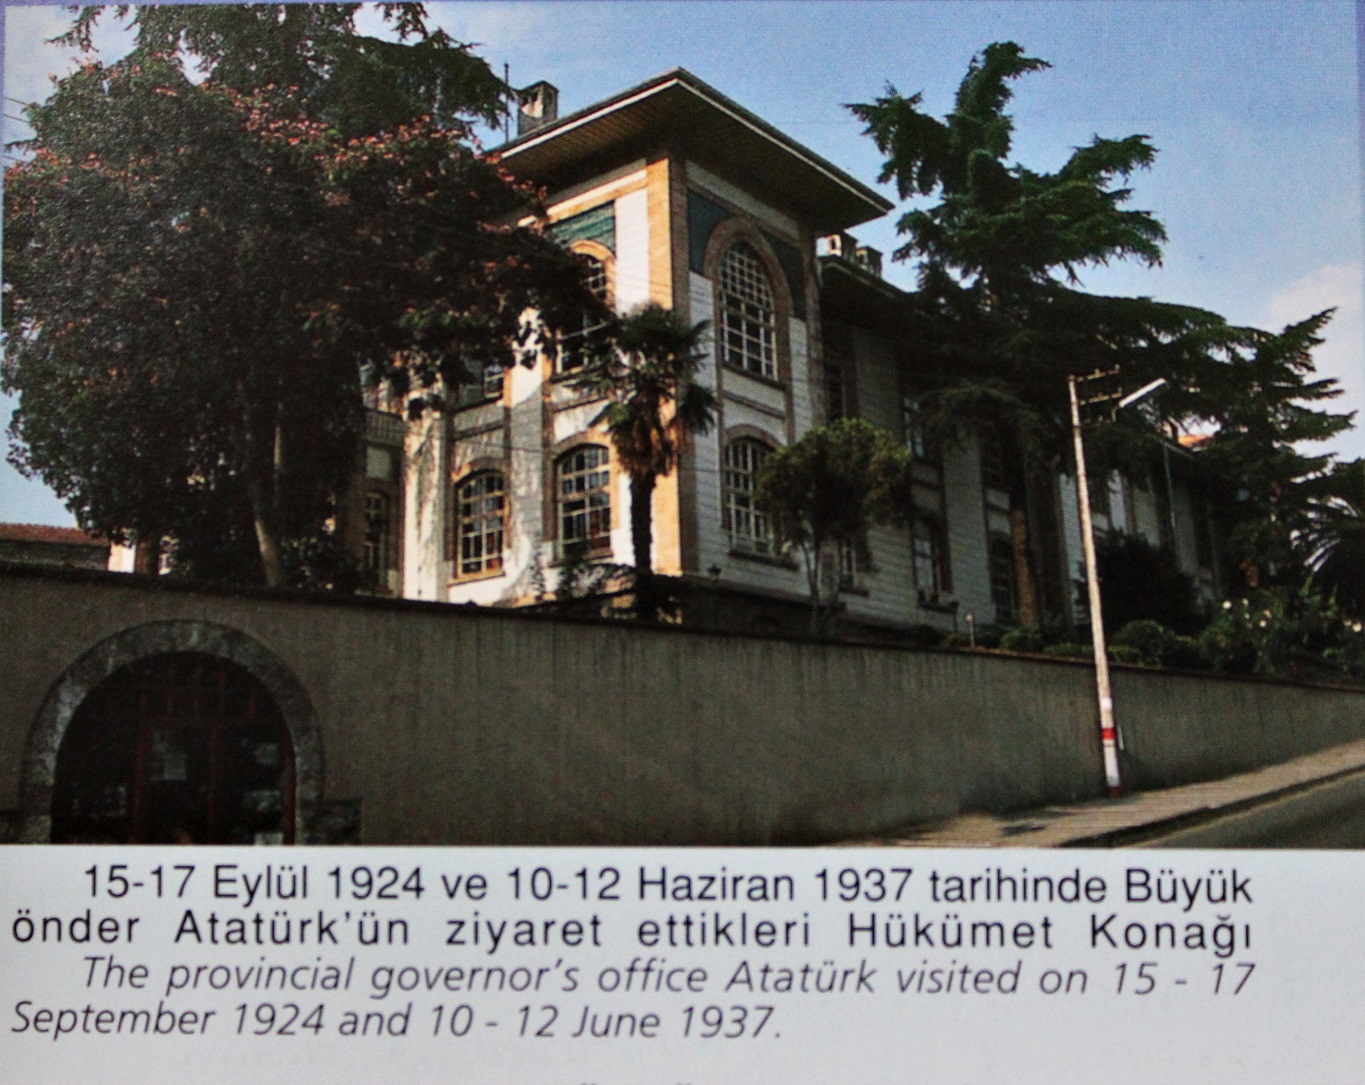 15-17 Eylül 1924 ve 10-12 Haziran 1937 tarihinde Büyük
önder Atatürk'ün ziyaret ettikleri Hükümet Konağı
The provincial governor's office Atatürk visited on 15 - 17
September 1924 and 10 - 12 June 1937.